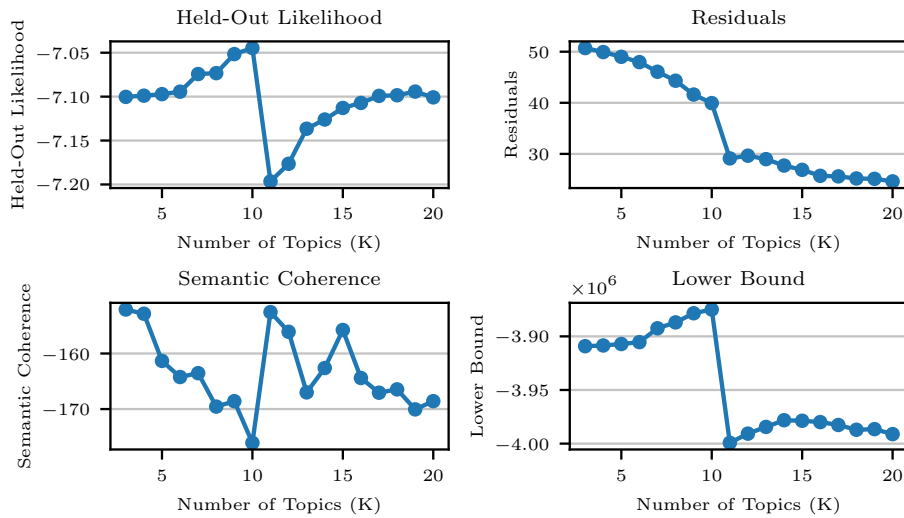 Held-Out Likelihood
Held-Out Likelihood
−7.05
−7.10
−7.15
−7.20
5 10 15 20
Number of Topics (K)
Residuals
Residuals
50
40
30
5 10 15 20
Number of Topics (K)
Semantic Coherence
Semantic Coherence
−160
−170
5 10 15 20
Number of Topics (K)
Lower Bound
×10⁶
Lower Bound
−3.90
−3.95
−4.00
5 10 15 20
Number of Topics (K)